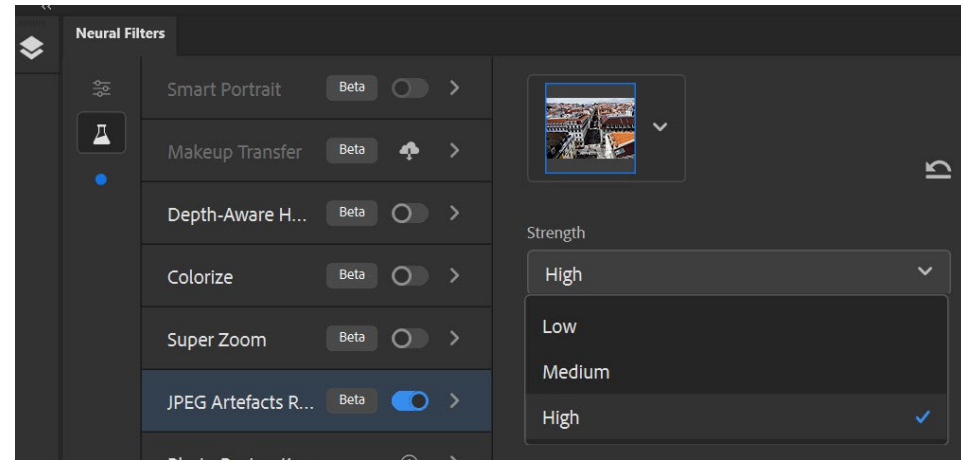 Neural Filters
Smart Portrait Beta
Makeup Transfer Beta
Depth-Aware H... Beta
Colorize Beta
Super Zoom Beta
JPEG Artefacts R... Beta
Strength
High
Low
Medium
High